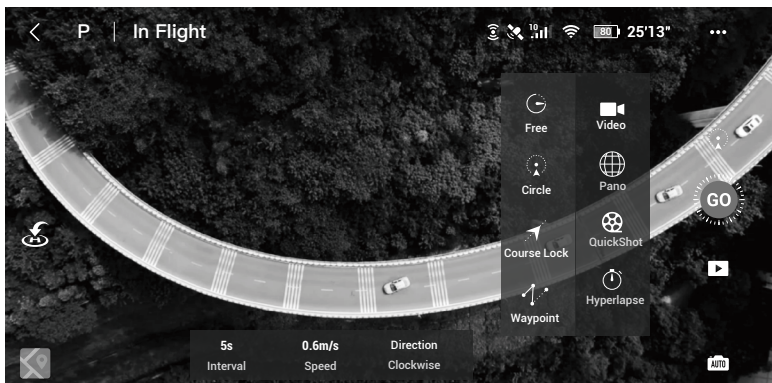 P | In Flight
10
80 25'13"
Free
Video
Circle
Pano
GO
Course Lock
QuickShot
Waypoint
Hyperlapse
H
5s 0.6m/s Direction
Interval Speed Clockwise
AUTO